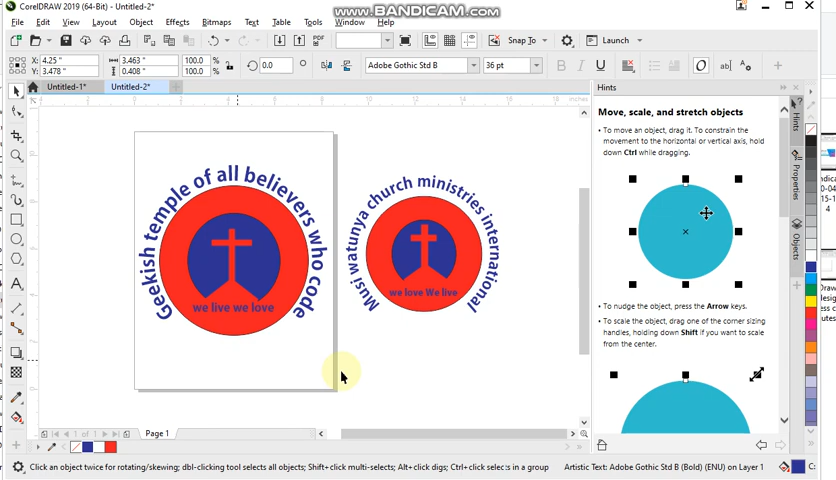 CorelDRAW 2019 (64-Bit) - Untitled-2*
www.BANDICAM.com
File Edit View Layout Object Effects Bitmaps Text Table Tools Window Help
PDF Snap To Launch
X: 4.25 " 3.463 " 100.0 %
Y: 3.478 " 0.408 " 100.0 % 0.0 ° Adobe Gothic Std B 36 pt
Untitled-1* Untitled-2*
inches
Hints
Move, scale, and stretch objects
• To move an object, drag it. To constrain the
movement to the horizontal or vertical axis, hold
down Ctrl while dragging.
• To nudge the object, press the Arrow keys.
• To scale the object, drag one of the corner sizing
handles, holding down Shift if you want to scale
from the center.
Hints
Properties
Objects
Geekish temple of all believers who code
we live we love
Musi watunya church ministries international
we love We live
1 of 1 Page 1
Click an object twice for rotating/skewing; dbl-clicking tool selects all objects; Shift+click multi-selects; Alt+click digs; Ctrl+click selects in a group
Artistic Text: Adobe Gothic Std B (Bold) (ENU) on Layer 1